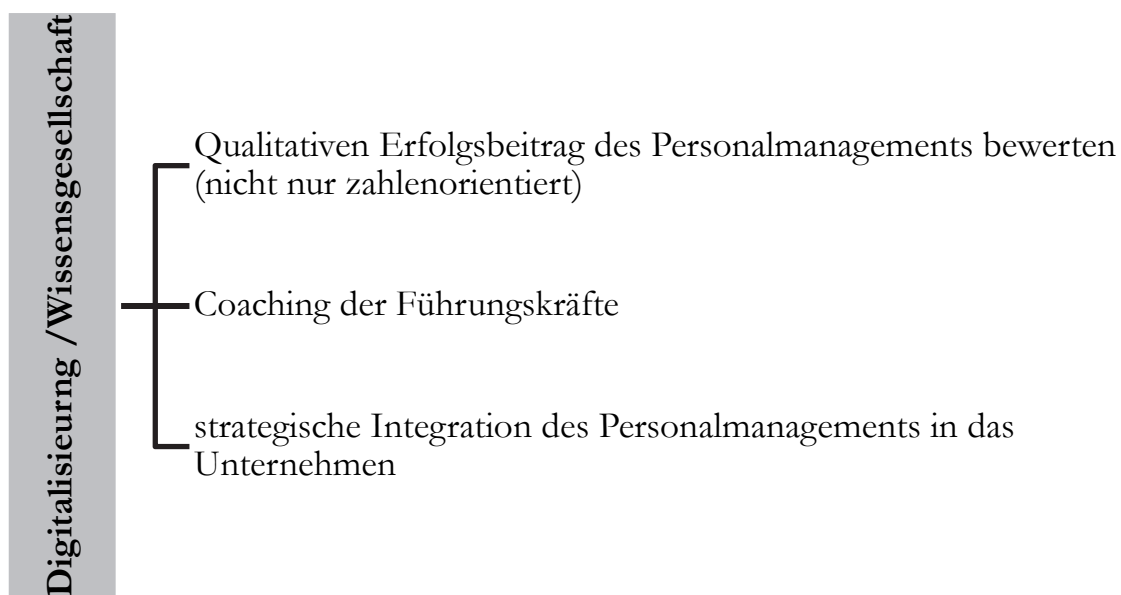 Digitalisieurng /Wissensgesellschaft
Qualitativen Erfolgsbeitrag des Personalmanagements bewerten
(nicht nur zahlenorientiert)
Coaching der Führungskräfte
strategische Integration des Personalmanagements in das
Unternehmen